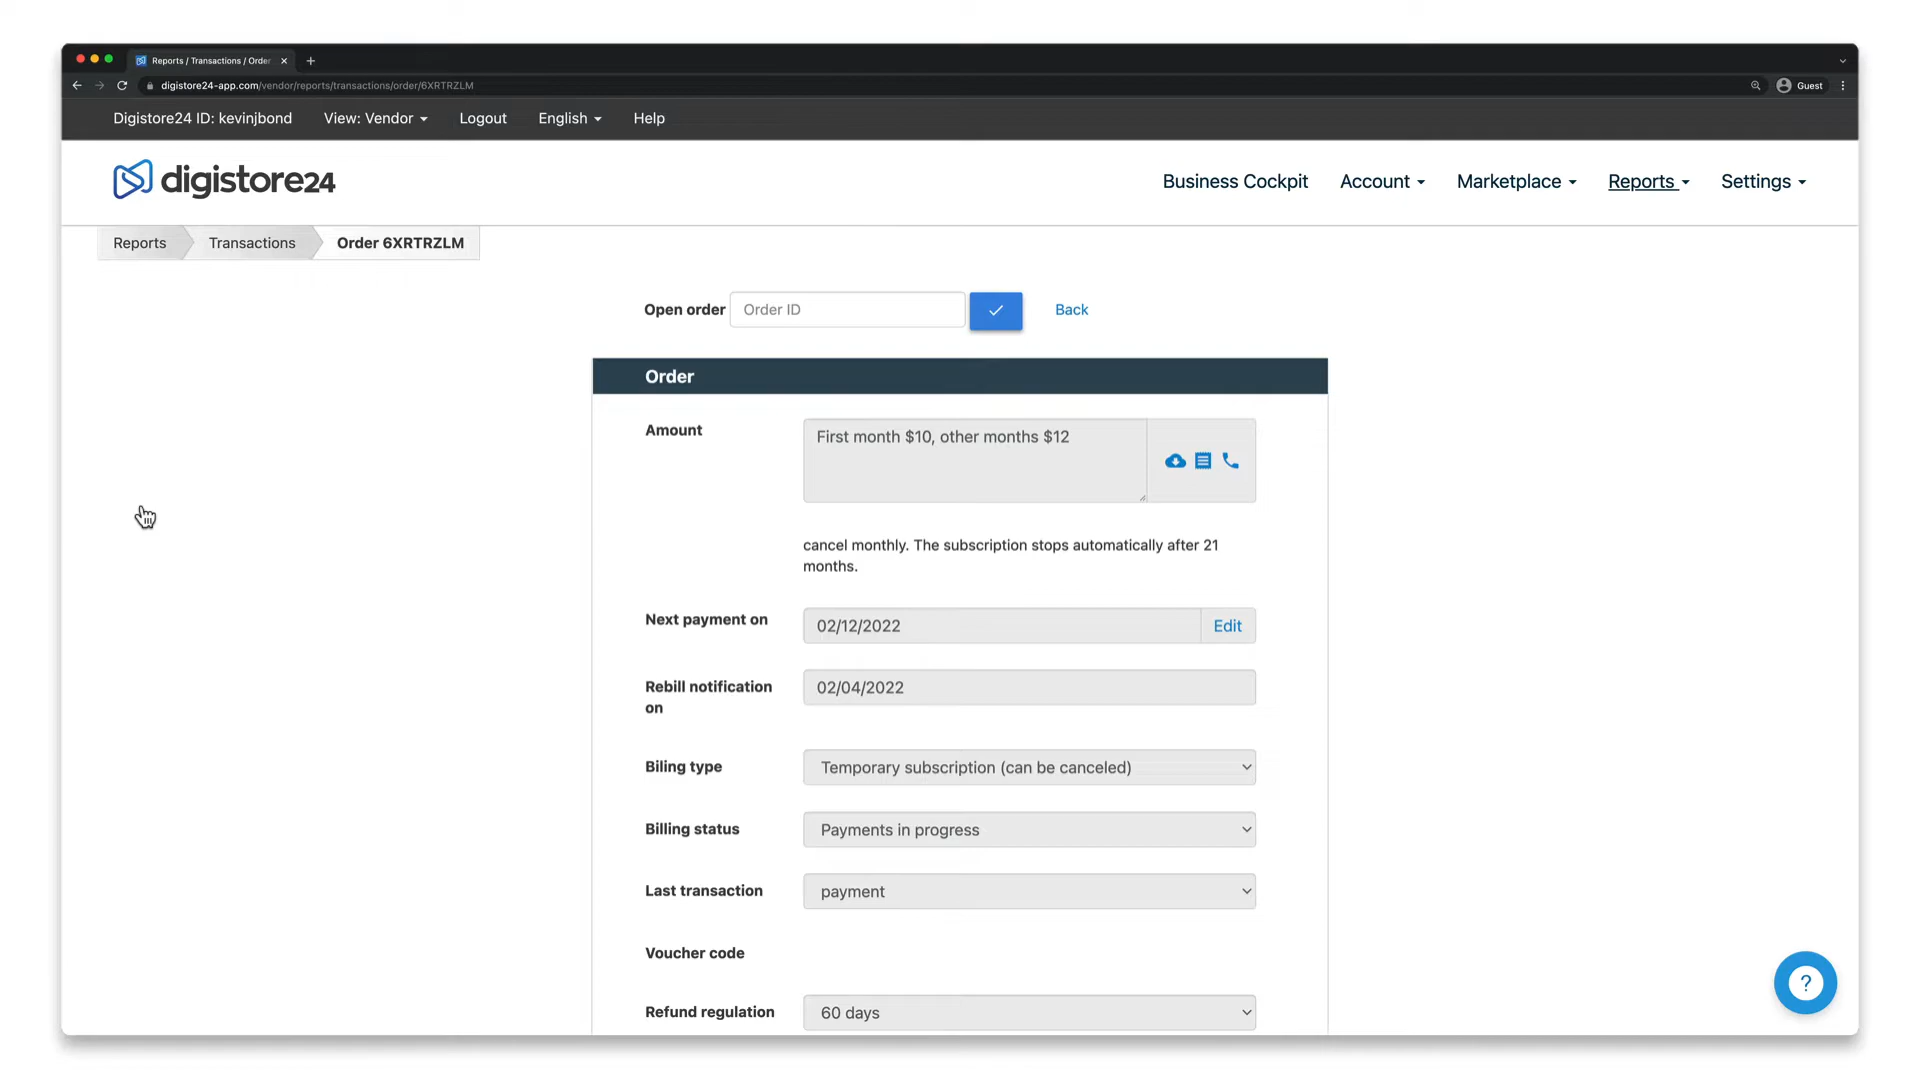 Reports / Transactions / Order
digistore24-app.com/vendor/reports/transactions/order/6XRTRZLM
Guest
Digistore24 ID: kevinjbond View: Vendor Logout English Help
digistore24 Business Cockpit Account Marketplace Reports Settings
Reports Transactions Order 6XRTRZLM
Open order Order ID Back
Order
Amount First month $10, other months $12
cancel monthly. The subscription stops automatically after 21
months.
Next payment on 02/12/2022 Edit
Rebill notification
on
02/04/2022
Biling type Temporary subscription (can be canceled)
Billing status Payments in progress
Last transaction payment
Voucher code
Refund regulation 60 days
?